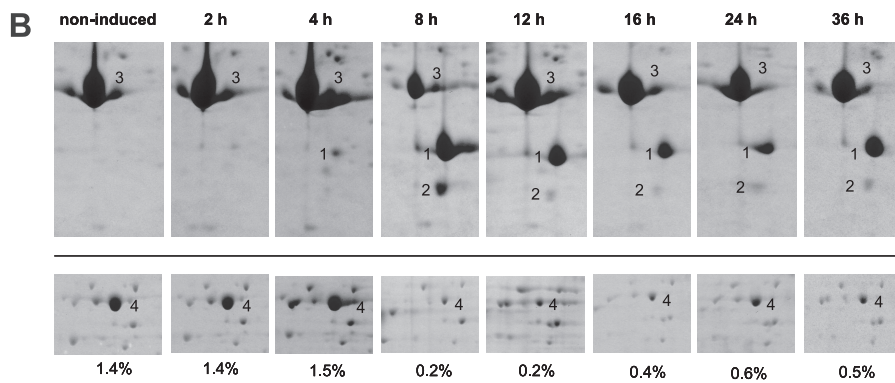 B
non-induced 2 h 4 h 8 h 12 h 16 h 24 h 36 h
3 3 3 3 3 3 3 3
1 1 1 1 1 1
2 2 2 2 2
4 4 4 4 4 4 4 4
1.4% 1.4% 1.5% 0.2% 0.2% 0.4% 0.6% 0.5%